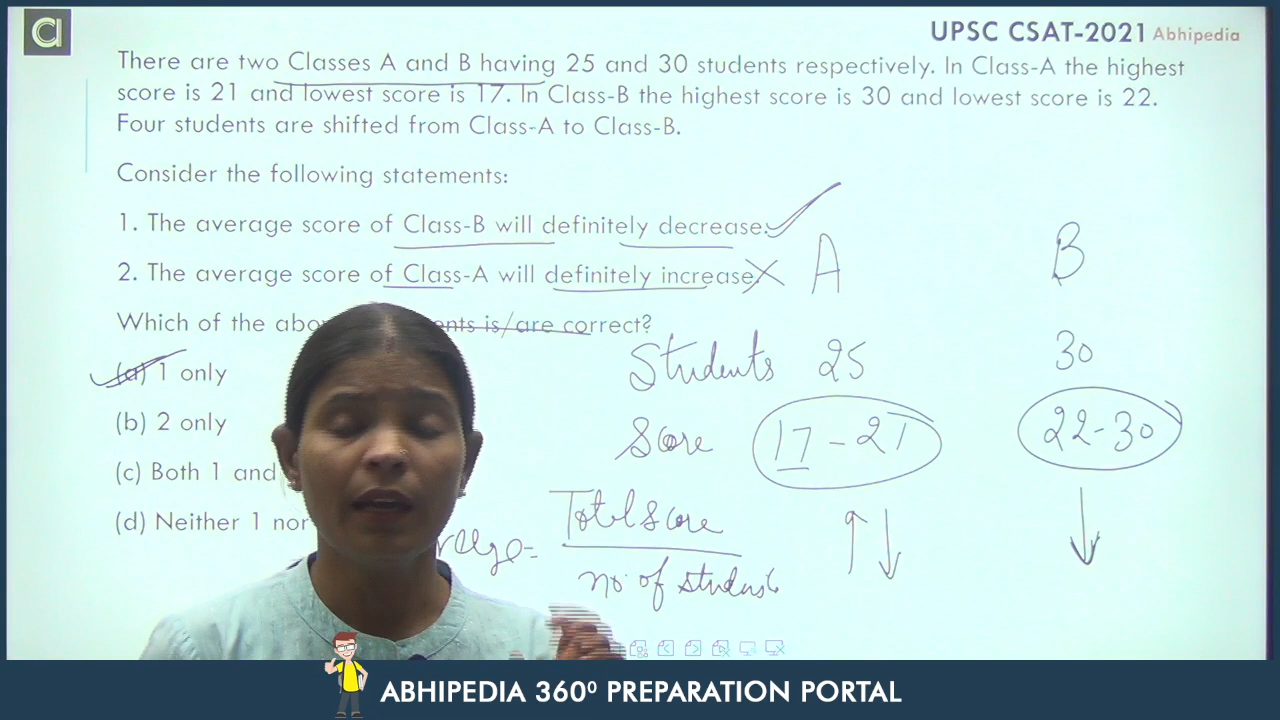 UPSC CSAT-2021 Abhipedia
There are two Classes A and B having 25 and 30 students respectively. In Class-A the highest
score is 21 and lowest score is 17. In Class-B the highest score is 30 and lowest score is 22.
Four students are shifted from Class-A to Class-B.
Consider the following statements:
1. The average score of Class-B will definitely decrease.
2. The average score of Class-A will definitely increase.
A B
Which of the is/are correct?
Students 25 30
(a) 1 only
(b) 2 only
Score 17-21 22-30
(c) Both 1 and
(d) Neither 1 nor
Total score
no. of
ABHIPEDIA 360⁰ PREPARATION PORTAL